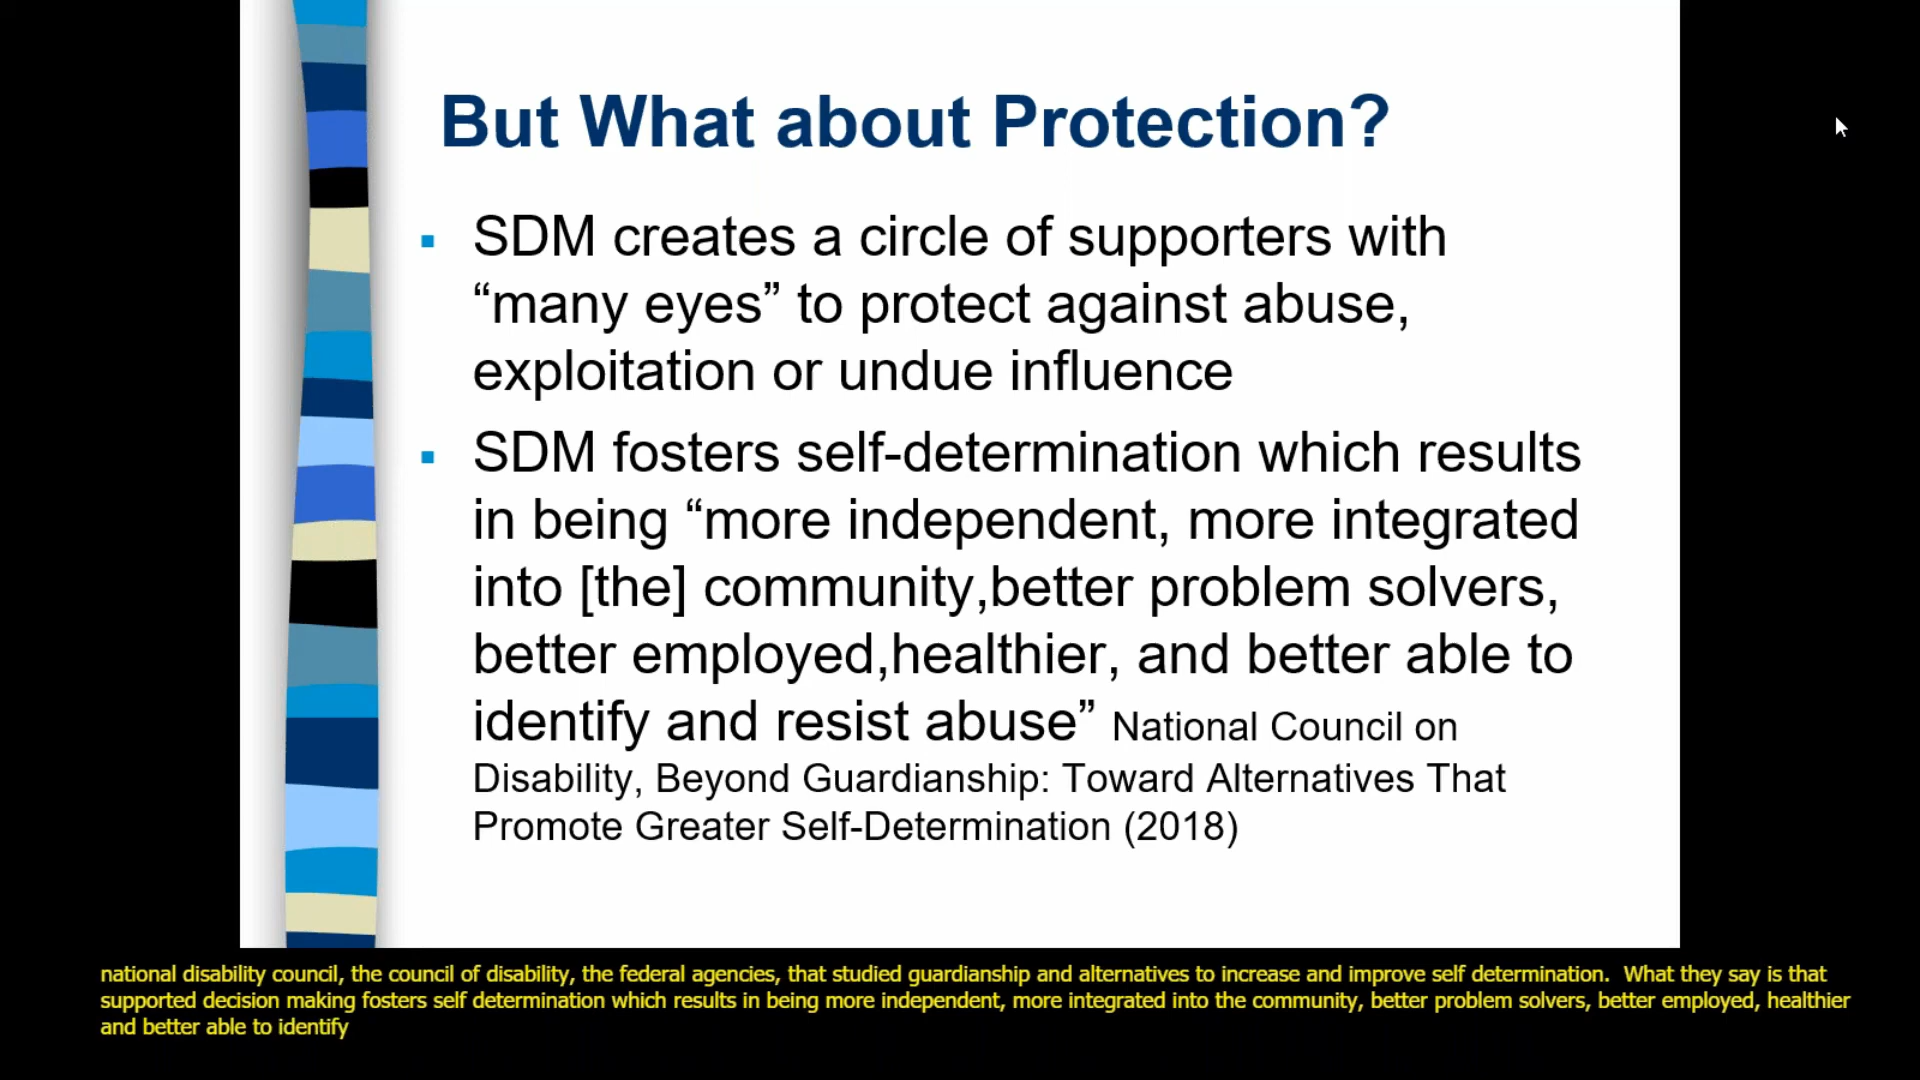 But What about Protection?
▪ SDM creates a circle of supporters with
“many eyes” to protect against abuse,
exploitation or undue influence
▪ SDM fosters self-determination which results
in being “more independent, more integrated
into [the] community,better problem solvers,
better employed,healthier, and better able to
identify and resist abuse” National Council on
Disability, Beyond Guardianship: Toward Alternatives That
Promote Greater Self-Determination (2018)
national disability council, the council of disability, the federal agencies, that studied guardianship and alternatives to increase and improve self determination.  What they say is that
supported decision making fosters self determination which results in being more independent, more integrated into the community, better problem solvers, better employed, healthier
and better able to identify